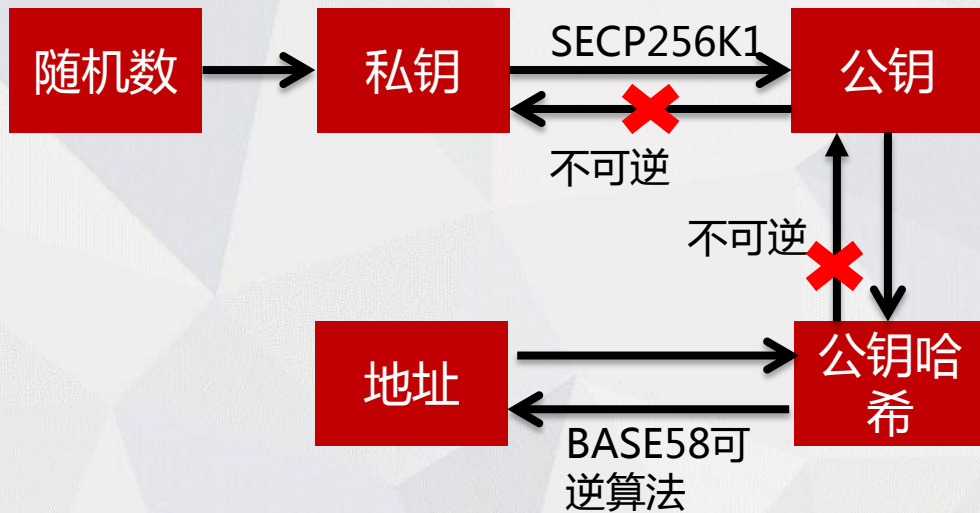 随机数
私钥
SECP256K1
公钥
不可逆
不可逆
地址
公钥哈
希
BASE58可
逆算法